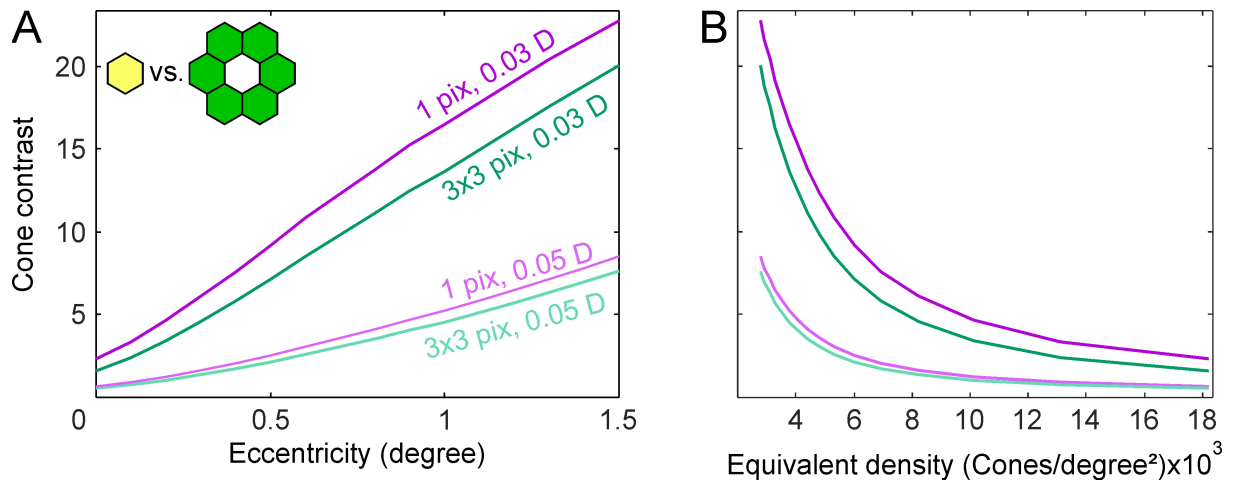 A
B
Cone contrast
20
15
10
5
vs.
1 pix, 0.03 D
3x3 pix, 0.03 D
1 pix, 0.05 D
3x3 pix, 0.05 D
0
0.5
1
1.5
Eccentricity (degree)
4
6
8
10
12
14
16
18
Equivalent density (Cones/degree²)x10³